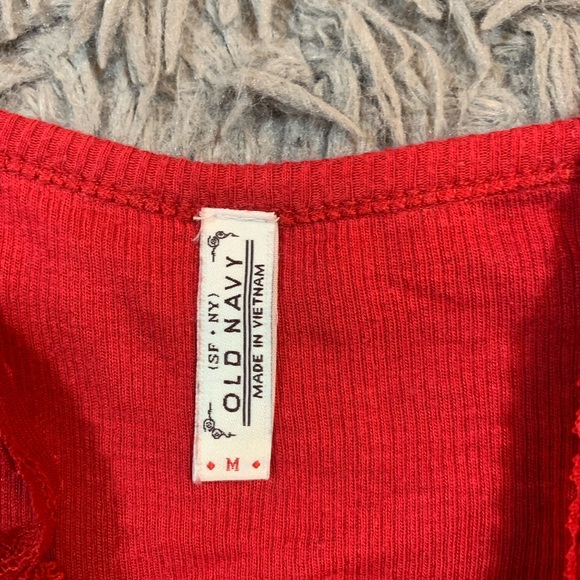 (SF • NY)
OLD NAVY
MADE IN VIETNAM
• M •